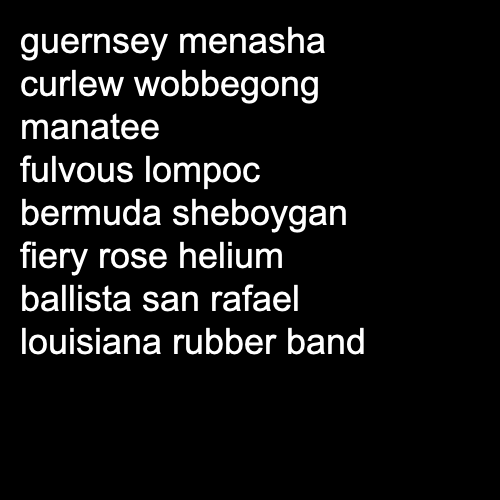 guernsey menasha
curlew wobbegong
manatee
fulvous lompoc
bermuda sheboygan
fiery rose helium
ballista san rafael
louisiana rubber band